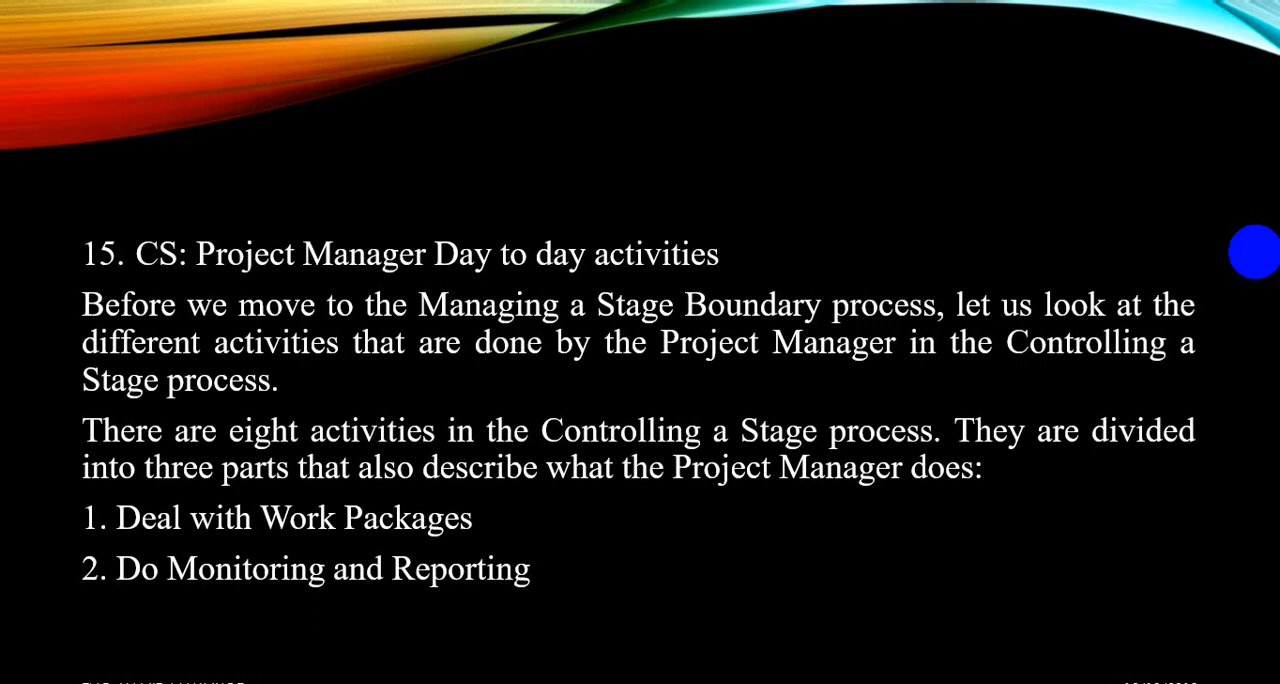 15. CS: Project Manager Day to day activities
Before we move to the Managing a Stage Boundary process, let us look at the
different activities that are done by the Project Manager in the Controlling a
Stage process.
There are eight activities in the Controlling a Stage process. They are divided
into three parts that also describe what the Project Manager does:
1. Deal with Work Packages
2. Do Monitoring and Reporting